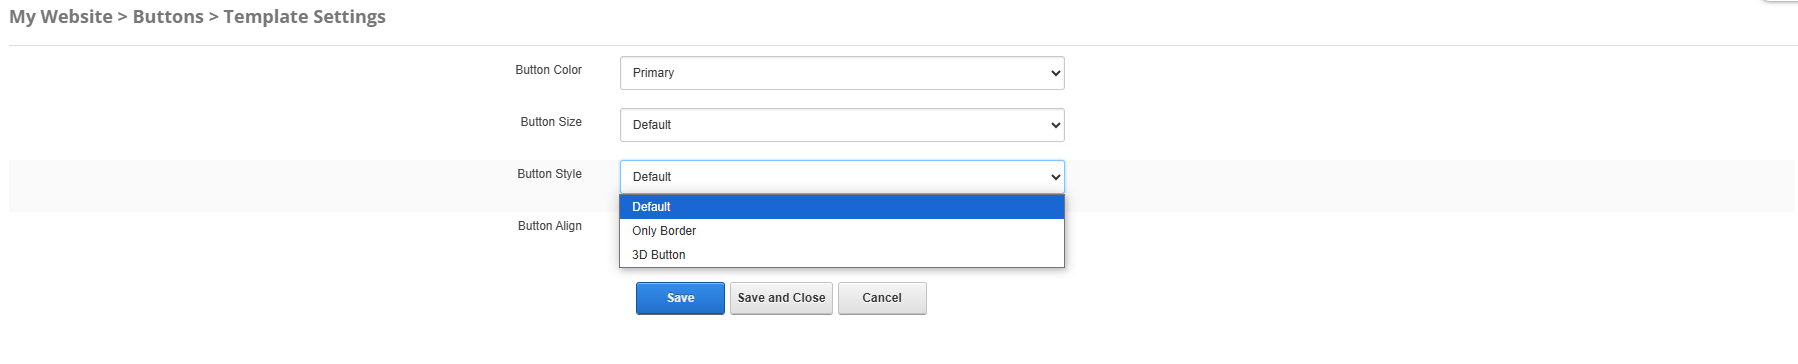 My Website > Buttons > Template Settings
Button Color Primary
Button Size Default
Button Style Default
Default
Only Border
Button Align
3D Button
Save Save and Close Cancel